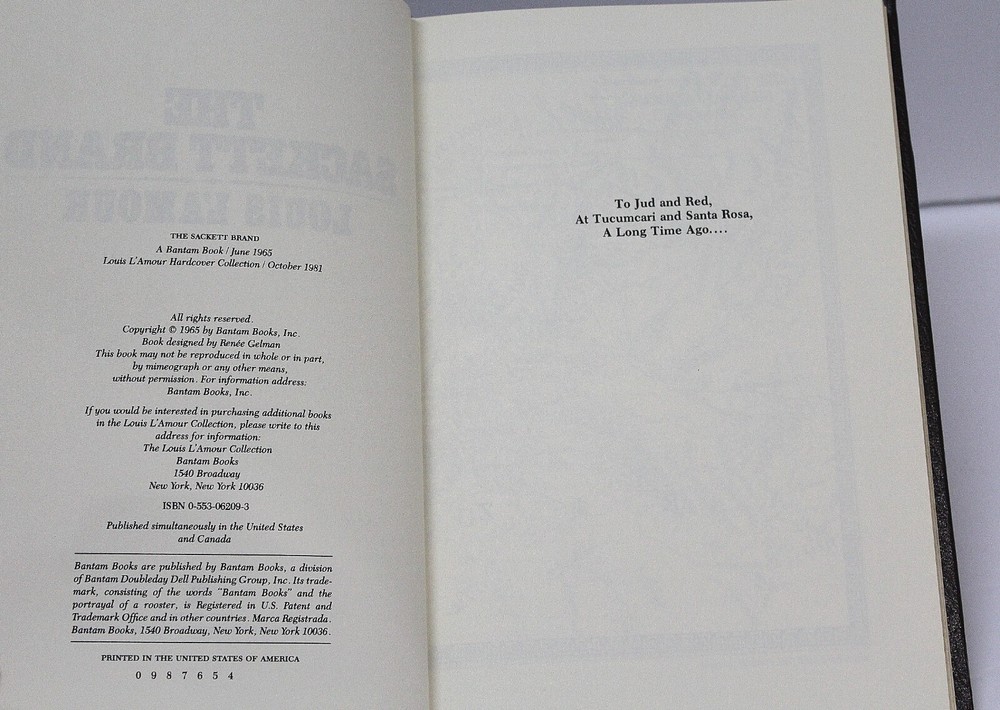 THE
SACKETT BRAND
LOUIS L'AMOUR
THE SACKETT BRAND
A Bantam Book / June 1965
Louis L'Amour Hardcover Collection / October 1981
All rights reserved.
Copyright © 1965 by Bantam Books, Inc.
Book designed by Renée Gelman
This book may not be reproduced in whole or in part,
by mimeograph or any other means,
without permission. For information address:
Bantam Books, Inc.
If you would be interested in purchasing additional books
in the Louis L'Amour Collection, please write to this
address for information:
The Louis L'Amour Collection
Bantam Books
1540 Broadway
New York, New York 10036
ISBN 0-553-06209-3
Published simultaneously in the United States
and Canada
Bantam Books are published by Bantam Books, a division
of Bantam Doubleday Dell Publishing Group, Inc. Its trade-
mark, consisting of the words "Bantam Books" and the
portrayal of a rooster, is Registered in U.S. Patent and
Trademark Office and in other countries. Marca Registrada.
Bantam Books, 1540 Broadway, New York, New York 10036.
PRINTED IN THE UNITED STATES OF AMERICA
0 9 8 7 6 5 4
To Jud and Red,
At Tucumcari and Santa Rosa,
A Long Time Ago....